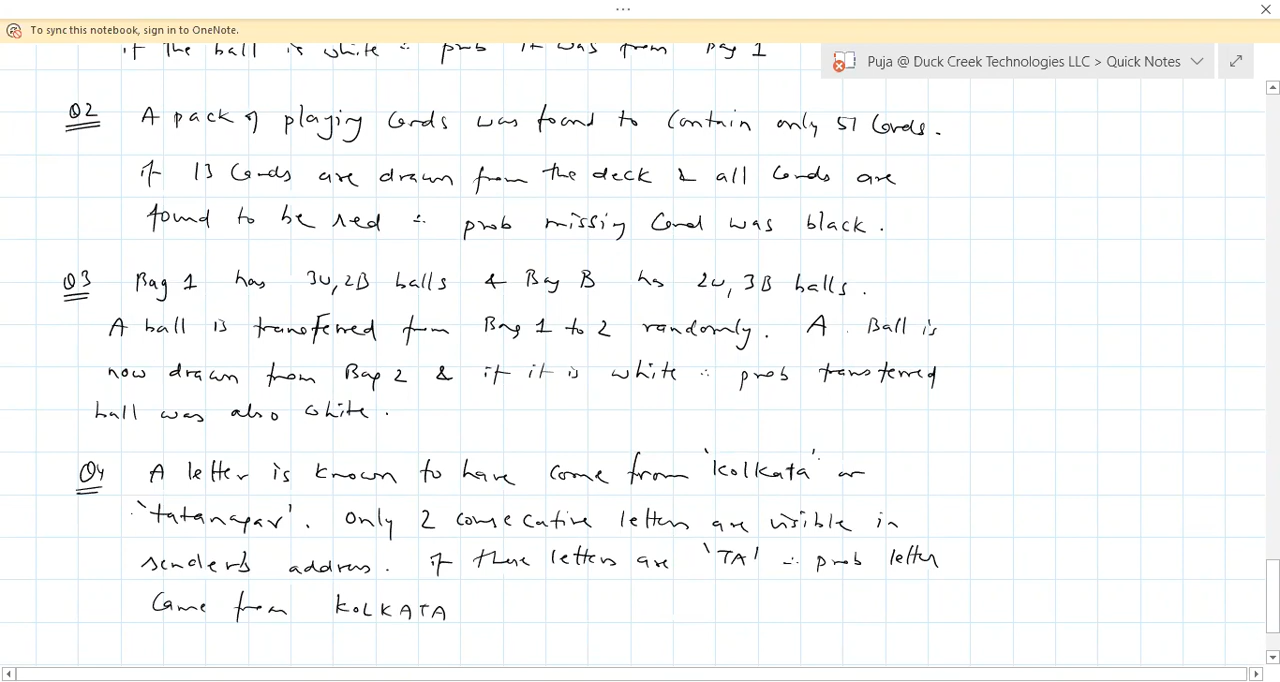 To sync this notebook, sign in to OneNote.
if the ball is white ∴ prob it was from Bag 1
Puja @ Duck Creek Technologies LLC > Quick Notes
Q2 A pack of playing Cards was found to Contain only 51 Cards.
if 13 Cards are drawn from the deck & all Cards are
found to be red ∴ prob missing Card was black.
Q3 Bag 1 has 3W, 2B balls & Bag B has 2W, 3B balls.
A ball is transferred from Bag 1 to 2 randomly. A Ball is
now drawn from Bag 2 & if it is white ∴ prob transferred
ball was also white.
Q4 A letter is known to have come from 'Kolkata' or
'tatanagar'. Only 2 consecutive letters are visible in
senders address. if these letters are 'TA' ∴ prob letter
Came from KOLKATA